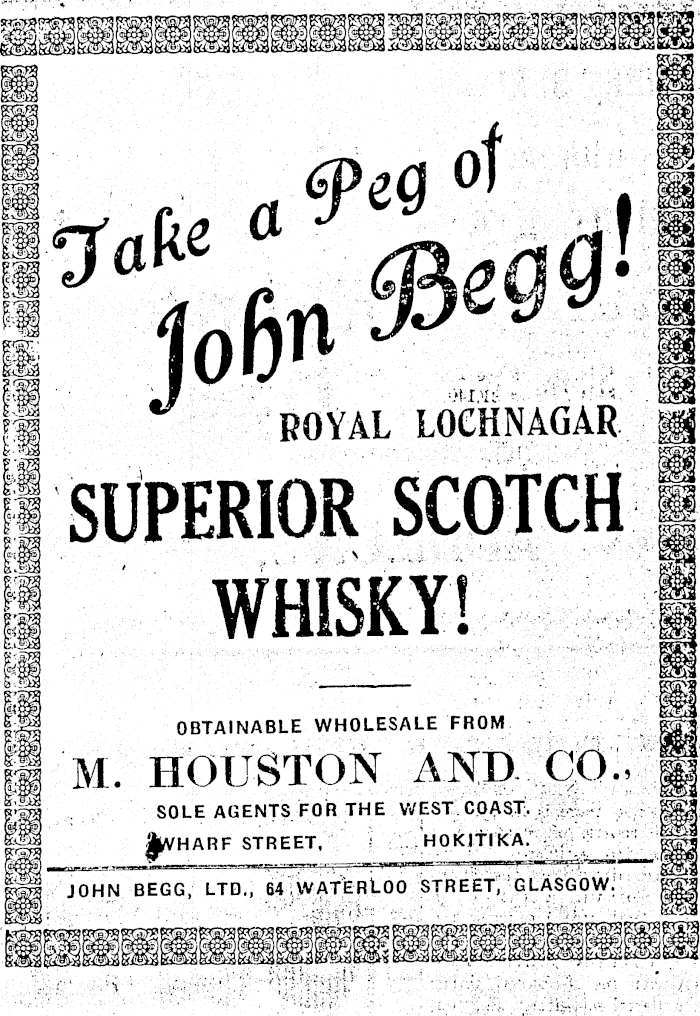 Take a Peg of
John Begg!
ROYAL LOCHNAGAR
SUPERIOR SCOTCH
WHISKY!
OBTAINABLE WHOLESALE FROM
M. HOUSTON AND CO.,
SOLE AGENTS FOR THE WEST COAST.
WHARF STREET, HOKITIKA.
JOHN BEGG, LTD., 64 WATERLOO STREET, GLASGOW.